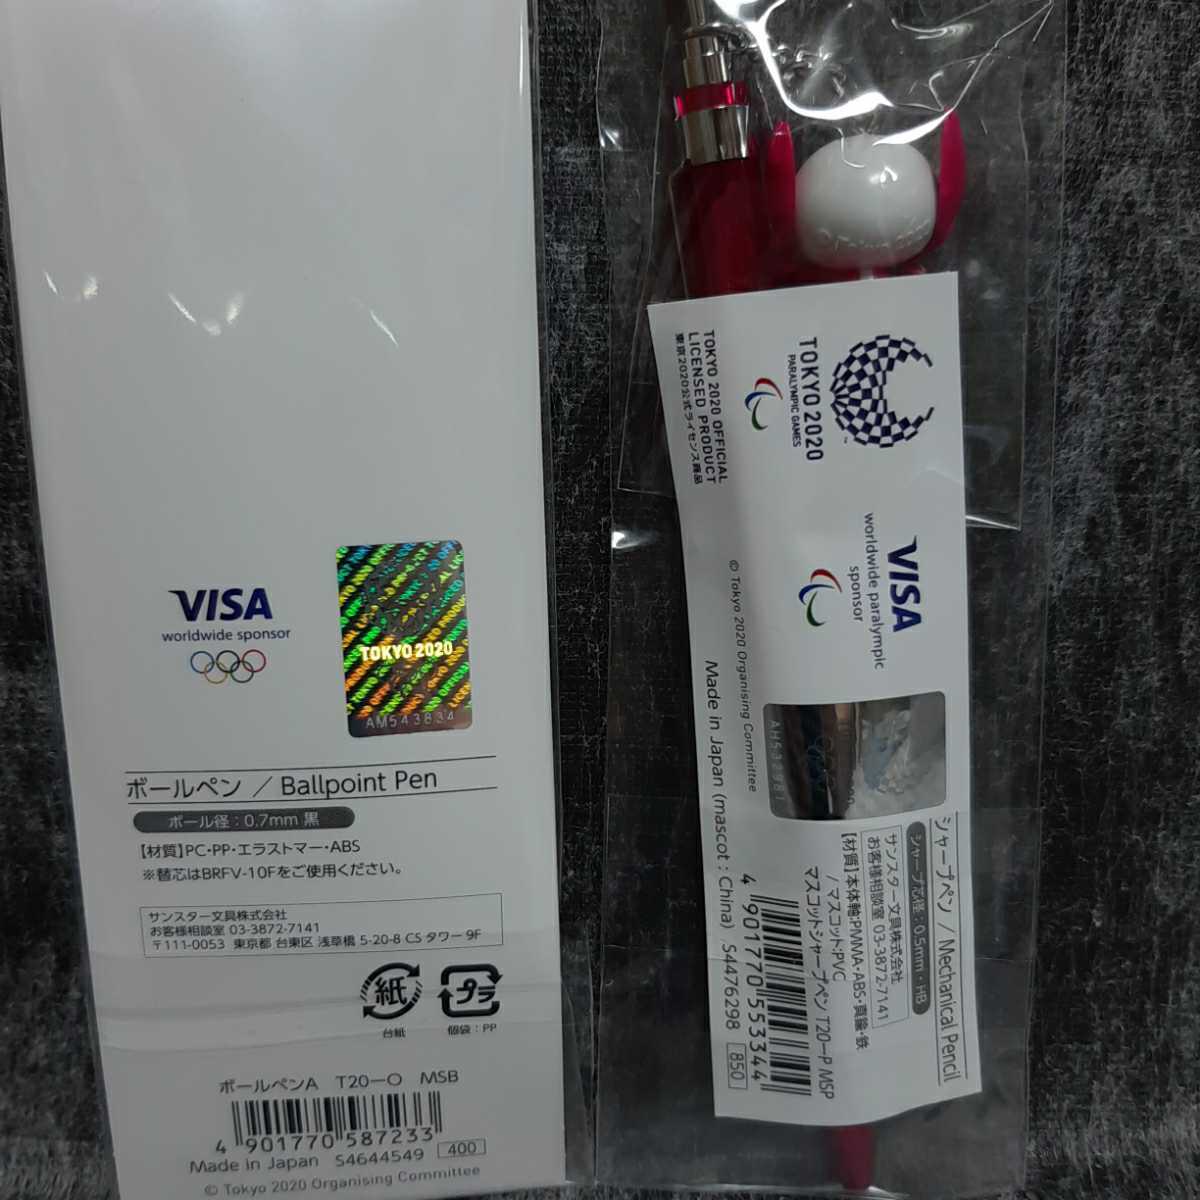 VISA
worldwide sponsor
TOKYO 2020
AM543834
ボールペン / Ballpoint Pen
ボール径：0.7mm 黒
【材質】PC・PP・エラストマー・ABS
※替芯はBRFV-10Fをご使用ください。
サンスター文具株式会社
お客様相談室 03-3872-7141
〒111-0053 東京都 台東区 浅草橋 5-20-8 CS タワー 9F
紙
台紙
プラ
個袋：PP
ボールペンA T20-O MSB
4 901770 587233
Made in Japan S4644549 400
© Tokyo 2020 Organising Committee
TOKYO 2020
PARALYMPIC GAMES
TM
TOKYO 2020 OFFICIAL
LICENSED PRODUCT
東京2020公式ライセンス商品
VISA
worldwide paralympic
sponsor
© Tokyo 2020 Organising Committee
Made in Japan (mascot : China) S4476298 850
シャープペン / Mechanical Pencil
シャープ芯径：0.5mm・HB
サンスター文具株式会社
お客様相談室 03-3872-7141
【材質】本体軸:PMMA・ABS・真鍮・鉄
/ マスコット:PVC
マスコットシャープペン T20-P MSP
4 901770 553344